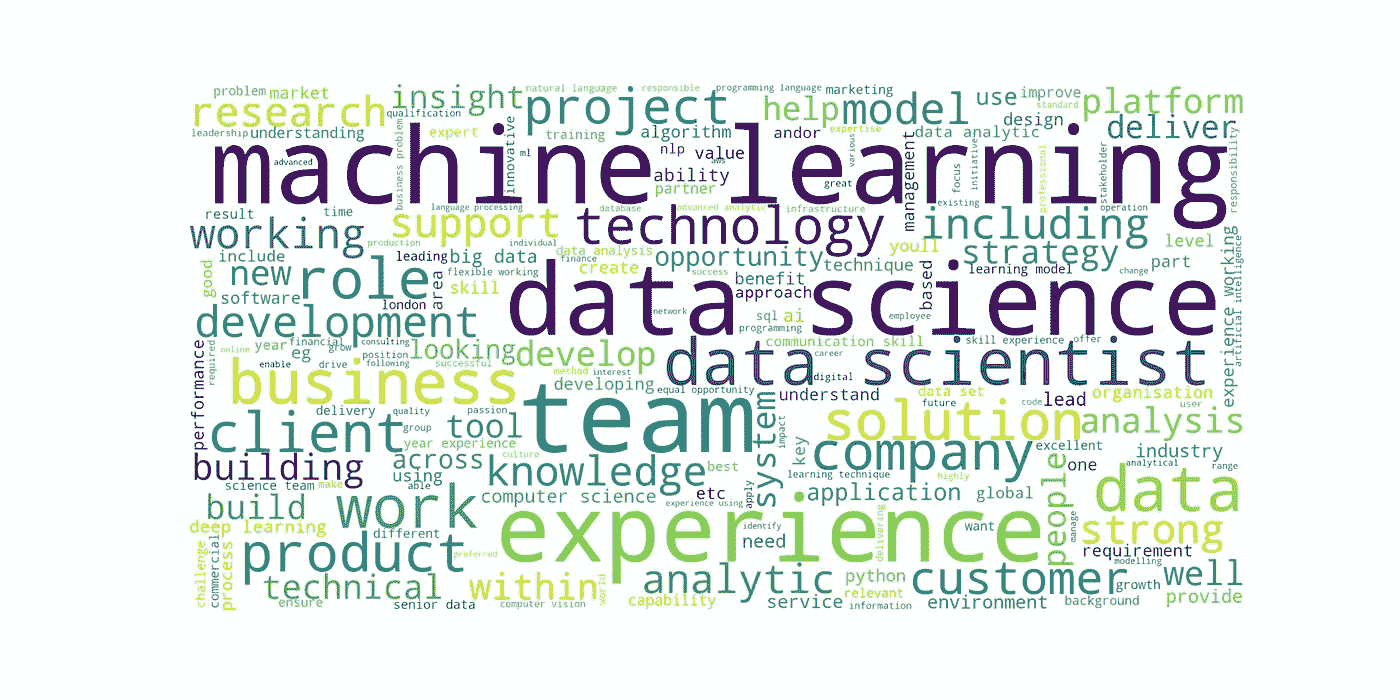 problem market insight natural language responsible programming language marketing use improve platform
research qualification project help model standard design deliver
leadership understanding expert training algorithm andor expertise data analytic
machine learning
advanced business problem ml innovative nlp value aws various great management focus initiative professional stakeholder responsibility
ability partner existing operation
result time language processing database advanced analytic infrastructure
working support technology including
production individual youll strategy level
include leading big data data analysis finance opportunity technique part
good new role area flexible working create success benefit based learning model change
software london skill data science approach
development network sql ai employee programming experience working artificial intelligence
required online year financial consulting looking develop communication skill skill experience offer
eg grow position career
performance enable drive following successful method interest data scientist
business developing equal opportunity digital understand data set lead organisation
delivery quality passion team system future code user
client group tool impact solution analysis
year experience key company excellent industry
building across culture knowledge best one analytical range
science team make using able learning technique highly
build work computer science experience using etc apply application global people data
deep learning different experience identify need delivering want manage strong
challenge commercial process product preferred requirement
technical within world analytic python customer modelling growth well
ensure senior data computer vision capability service relevant information environment background provide